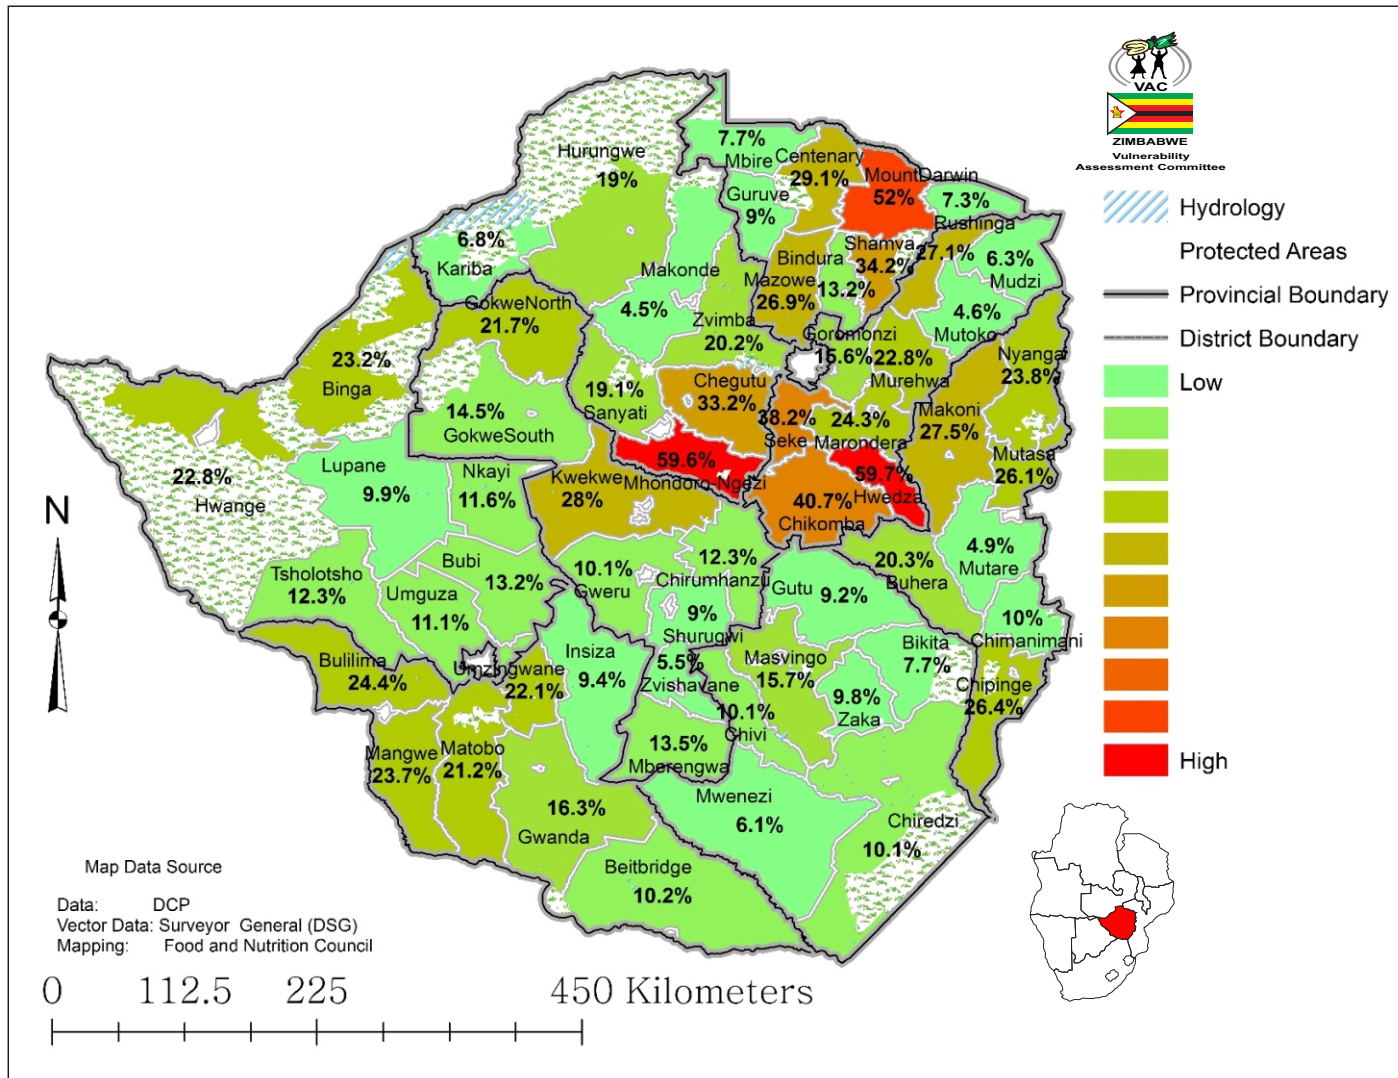 VAC
ZIMBABWE
Vulnerability
Assessment Committee
Hydrology
Protected Areas
Provincial Boundary
District Boundary
Low
High
7.7%
Mbire
Centenary
29.1%
MountDarwin
52%
7.3%
Rushinga
Hurungwe
19%
Guruve
9%
6.8%
Kariba
Makonde
4.5%
Bindura
13.2%
Shamva
34.2%
27.1%
6.3%
Mudzi
Mazowe
26.9%
4.6%
Mutoko
GokweNorth
21.7%
Zvimba
20.2%
Goromonzi
15.6%
22.8%
Murehwa
Nyanga
23.8%
23.2%
Binga
Chegutu
33.2%
19.1%
Sanyati
14.5%
GokweSouth
38.2%
Seke
24.3%
Marondera
Makoni
27.5%
Mutasa
26.1%
22.8%
Hwange
Lupane
9.9%
Nkayi
11.6%
Kwekwe
28%
59.6%
Mhondoro-Ngezi
59.7%
Hwedza
40.7%
Chikomba
N
Tsholotsho
12.3%
Bubi
13.2%
Umguza
11.1%
10.1%
Gweru
12.3%
Chirumhanzu
20.3%
Buhera
4.9%
Mutare
Gutu
9.2%
9%
Shurugwi
10%
Chimanimani
Bulilima
24.4%
Umzingwane
22.1%
Insiza
9.4%
5.5%
Zvishavane
Masvingo
15.7%
Bikita
7.7%
9.8%
Zaka
Chipinge
26.4%
10.1%
Chivi
Mangwe
23.7%
Matobo
21.2%
13.5%
Mberengwa
16.3%
Gwanda
Mwenezi
6.1%
Chiredzi
10.1%
Beitbridge
10.2%
Map Data Source
Data: DCP
Vector Data: Surveyor General (DSG)
Mapping: Food and Nutrition Council
0 112.5 225 450 Kilometers